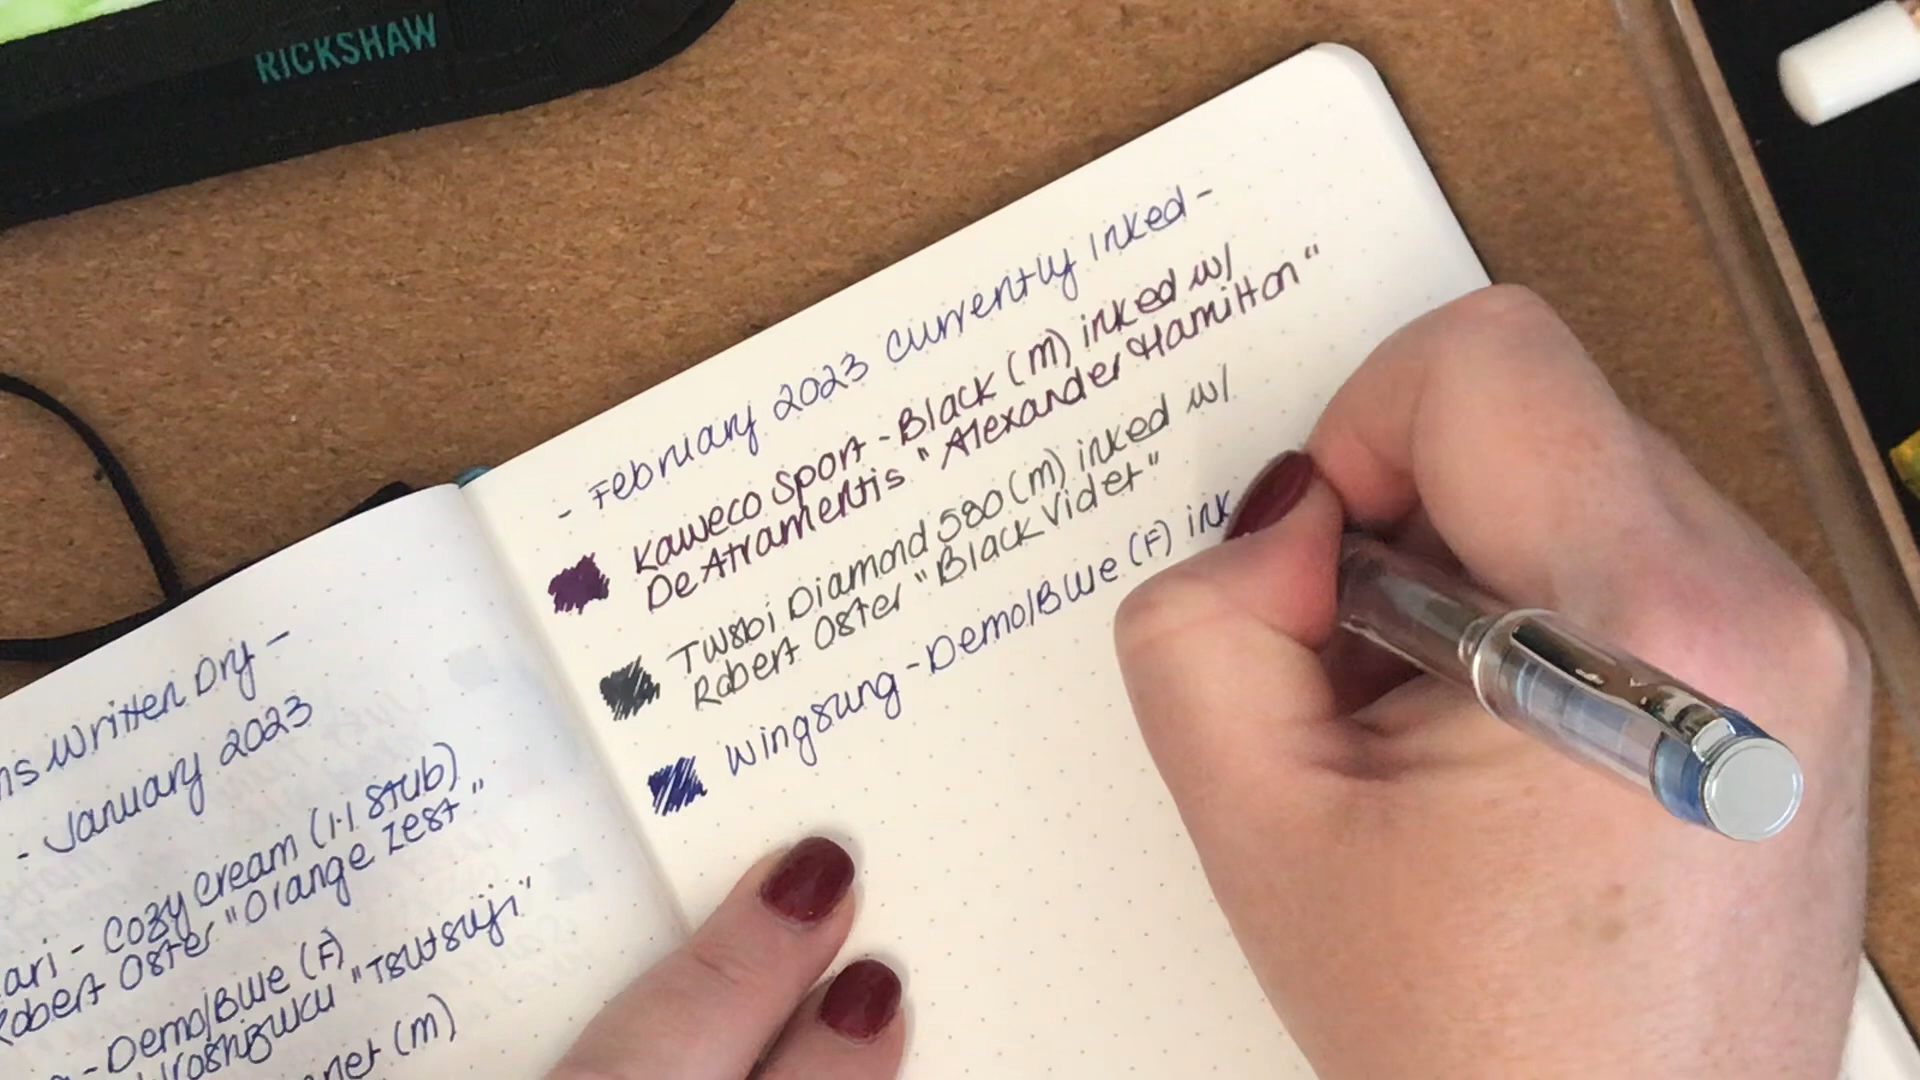 RICKSHAW
- February 2023 Currently Inked -
Kaweco Sport - Black (M) inked w/
De Atramentis "Alexander Hamilton"
TWSBI Diamond 580 (M) inked w/
Robert Oster "Black Violet"
Wingsung - Demo/Blue (F) ink
Written Dry -
- January 2023
- Cozy Cream (1.1 Stub)
Robert Oster "Orange Zest"
- Demo/Blue (F)
"Tsutsuji"
(M)